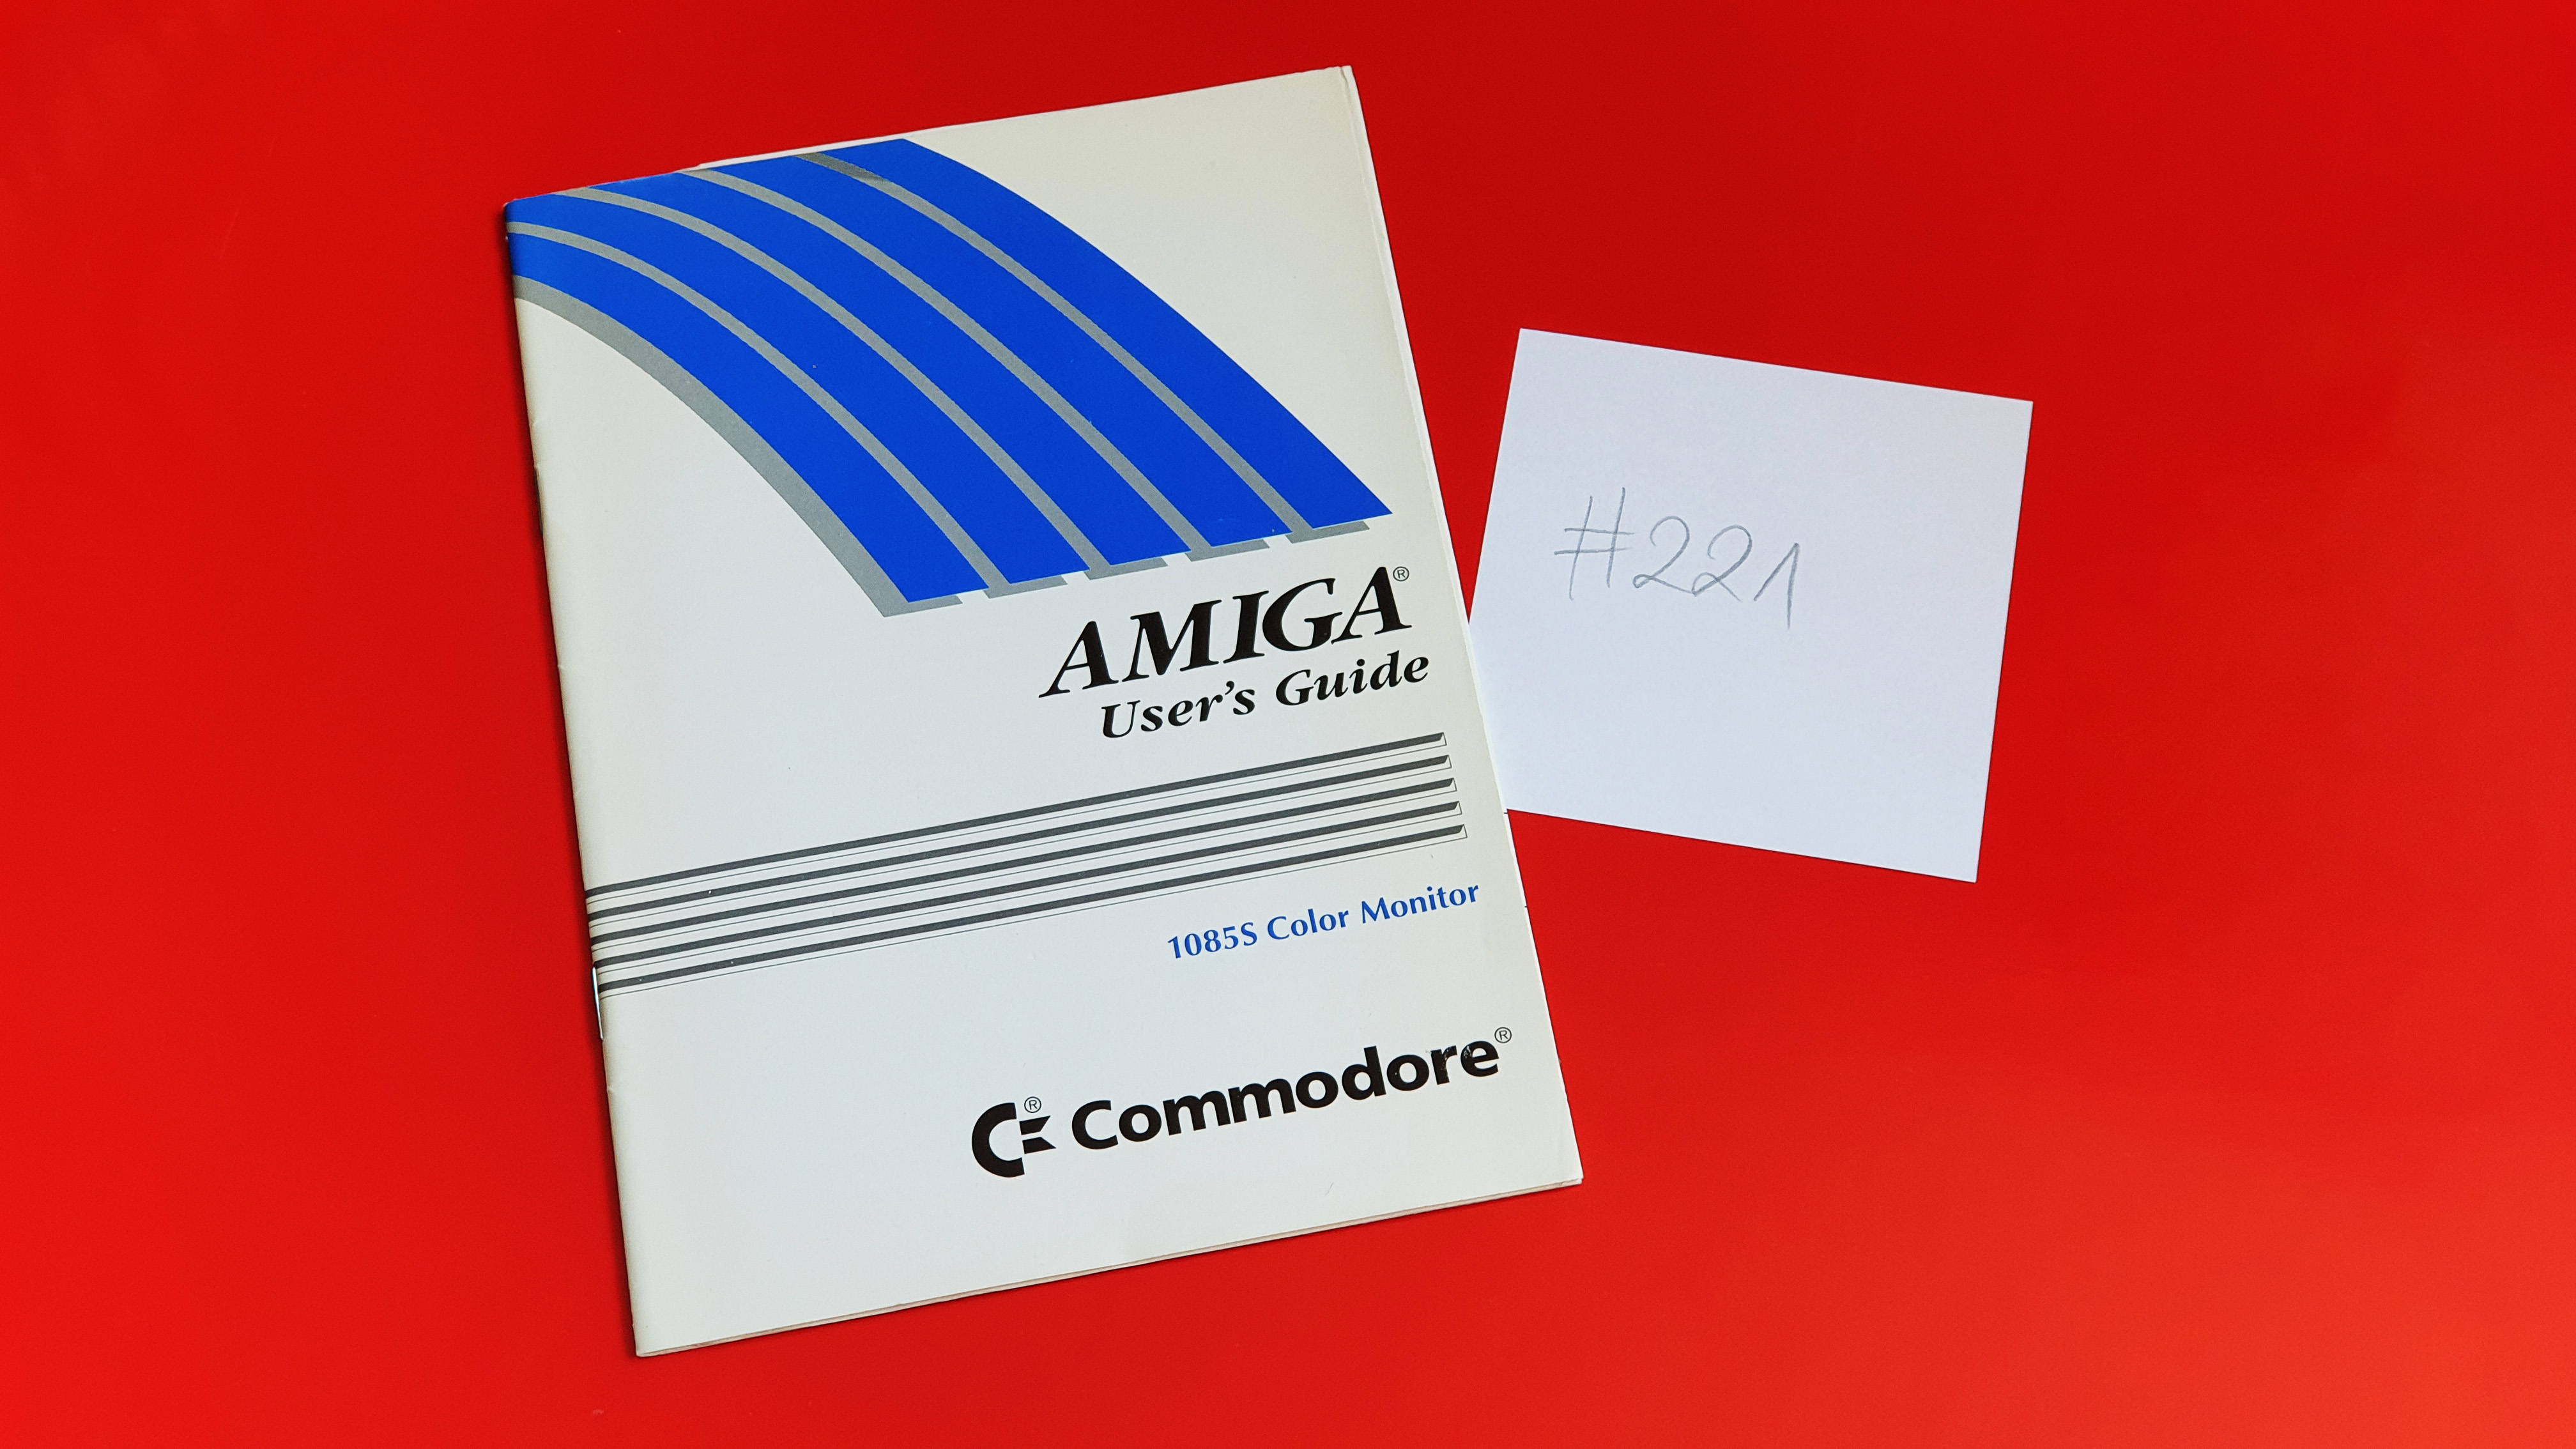 AMIGA®
User's Guide
1085S Color Monitor
® Commodore®
#221